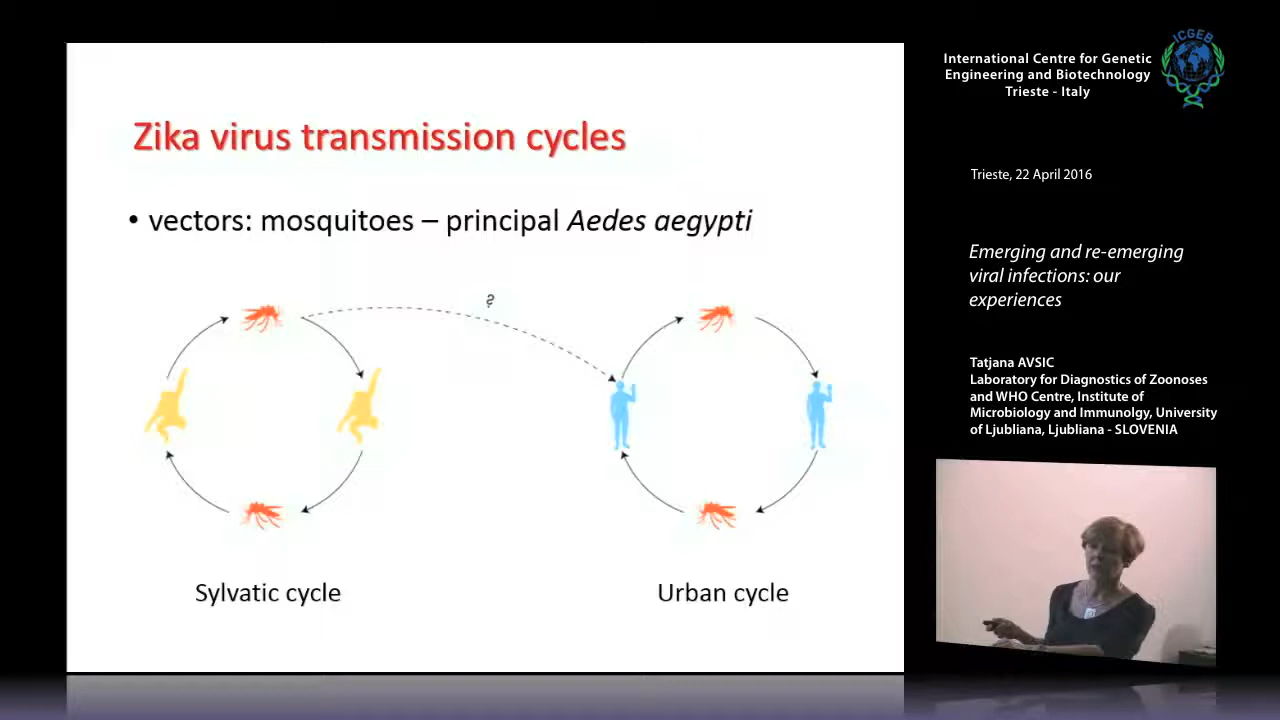 Zika virus transmission cycles
• vectors: mosquitoes – principal Aedes aegypti
?
Sylvatic cycle
Urban cycle
International Centre for Genetic
Engineering and Biotechnology
Trieste - Italy
ICGEB
Trieste, 22 April 2016
Emerging and re-emerging
viral infections: our
experiences
Tatjana AVSIC
Laboratory for Diagnostics of Zoonoses
and WHO Centre, Institute of
Microbiology and Immunolgy, University
of Ljubliana, Ljubliana - SLOVENIA